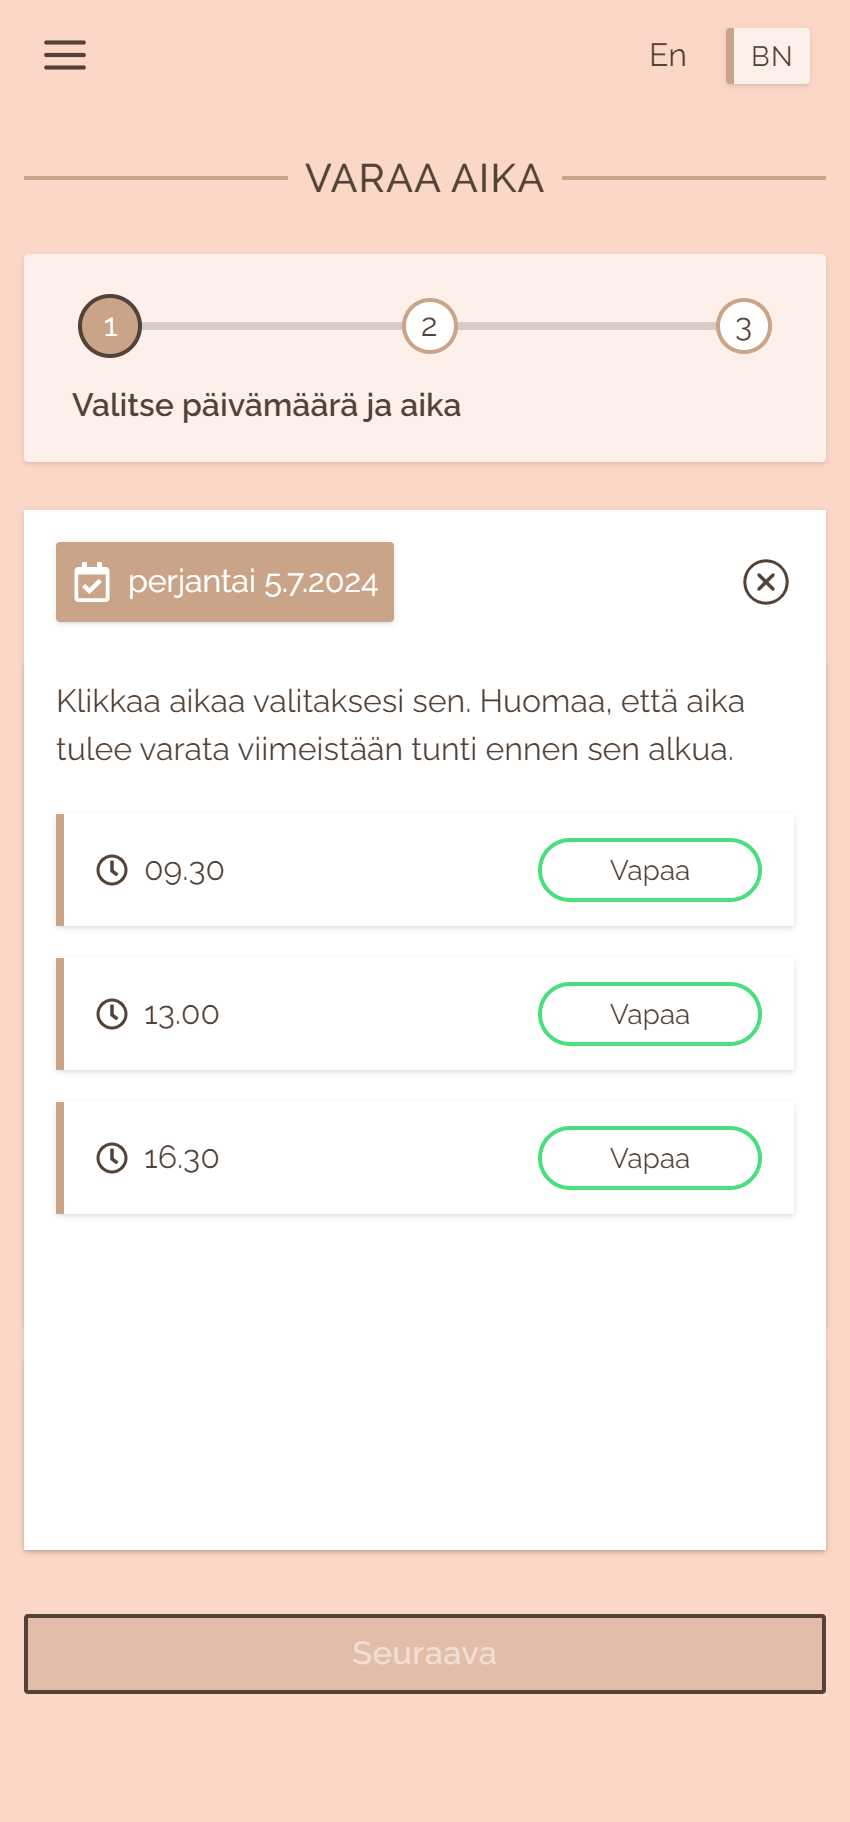 En
BN
VARAA AIKA
1
2
3
Valitse päivämäärä ja aika
perjantai 5.7.2024
Klikkaa aikaa valitaksesi sen. Huomaa, että aika
tulee varata viimeistään tunti ennen sen alkua.
09.30
Vapaa
13.00
Vapaa
16.30
Vapaa
Seuraava